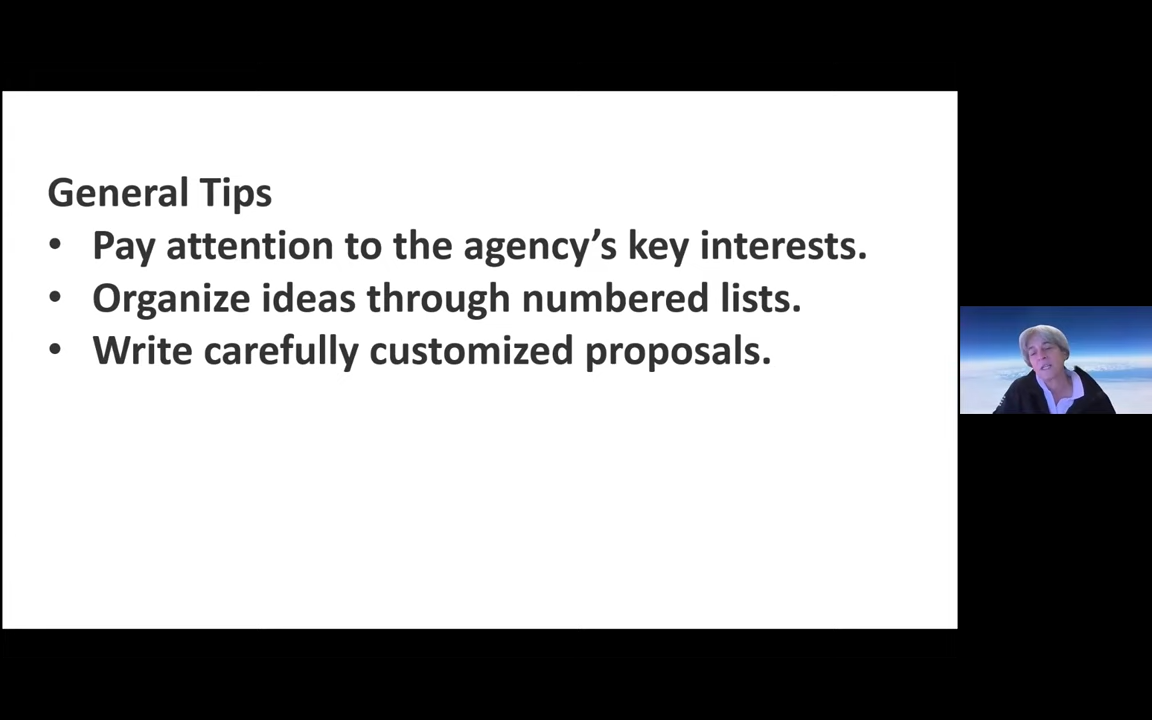 General Tips
• Pay attention to the agency’s key interests.
• Organize ideas through numbered lists.
• Write carefully customized proposals.